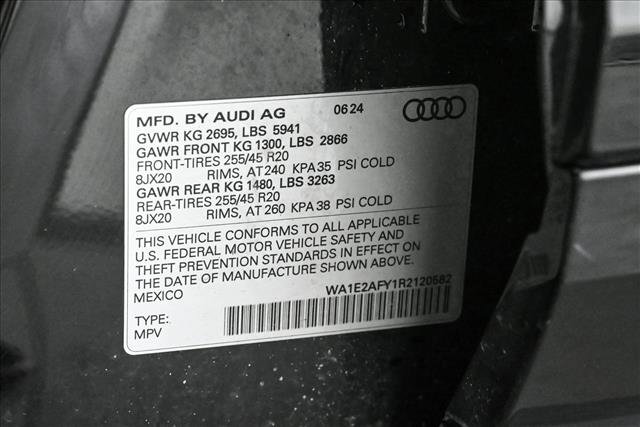 MFD. BY AUDI AG 06 24
GVWR KG 2695, LBS 5941
GAWR FRONT KG 1300, LBS 2866
FRONT-TIRES 255/45 R20
8JX20 RIMS, AT 240 KPA 35 PSI COLD
GAWR REAR KG 1480, LBS 3263
REAR-TIRES 255/45 R20
8JX20 RIMS, AT 260 KPA 38 PSI COLD
THIS VEHICLE CONFORMS TO ALL APPLICABLE
U.S. FEDERAL MOTOR VEHICLE SAFETY AND
THEFT PREVENTION STANDARDS IN EFFECT ON
THE DATE OF MANUFACTURE SHOWN ABOVE.
MEXICO WA1E2AFY1R2120582
TYPE:
MPV